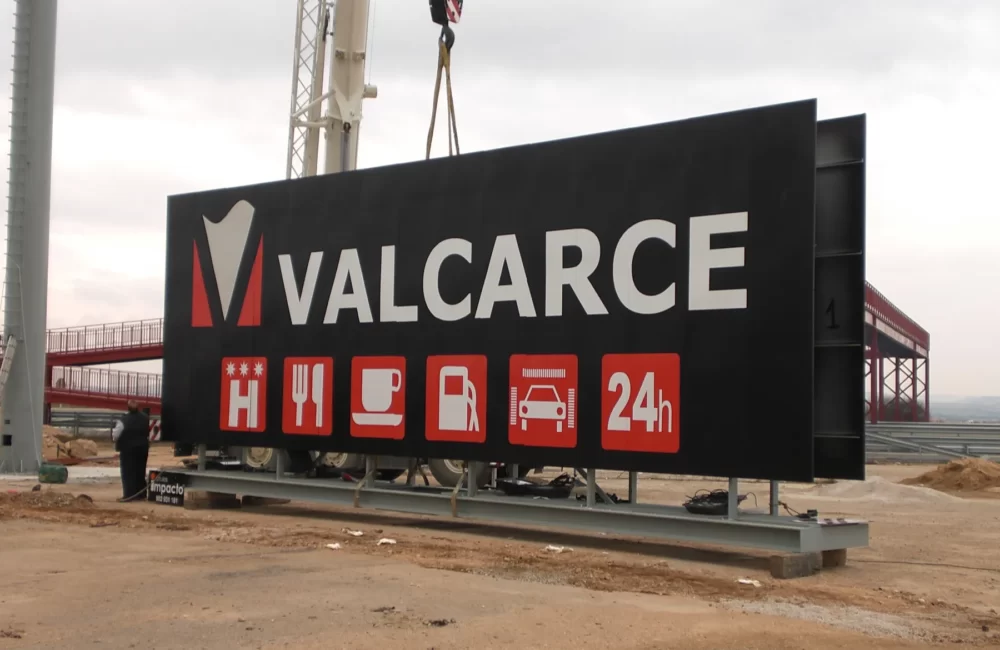 VALCARCE
H
24h
1
impacto